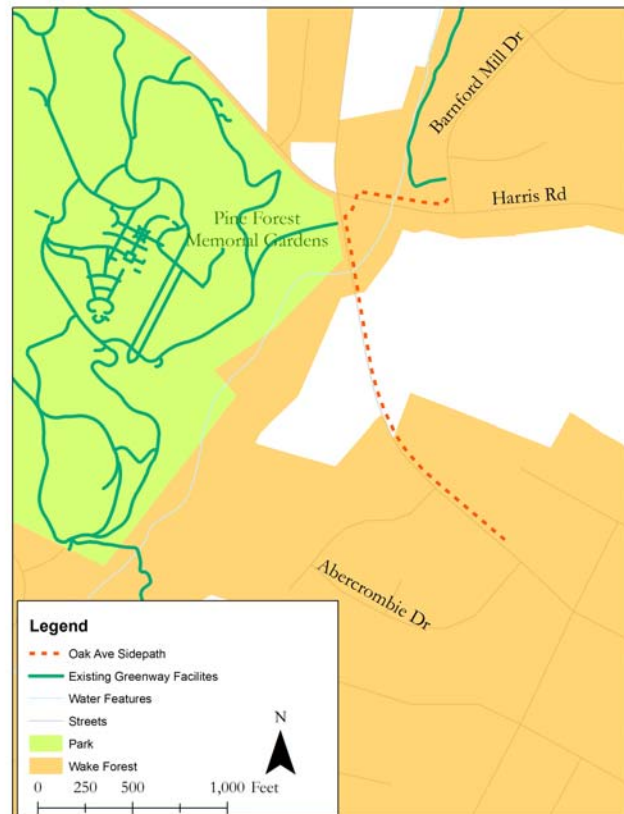 Barnford Mill Dr
Harris Rd
Pine Forest
Memorial Gardens
Abercrombie Dr
Legend
Oak Ave Sidepath
Existing Greenway Facilites
Water Features
Streets
Park
Wake Forest
N
0 250 500 1,000 Feet